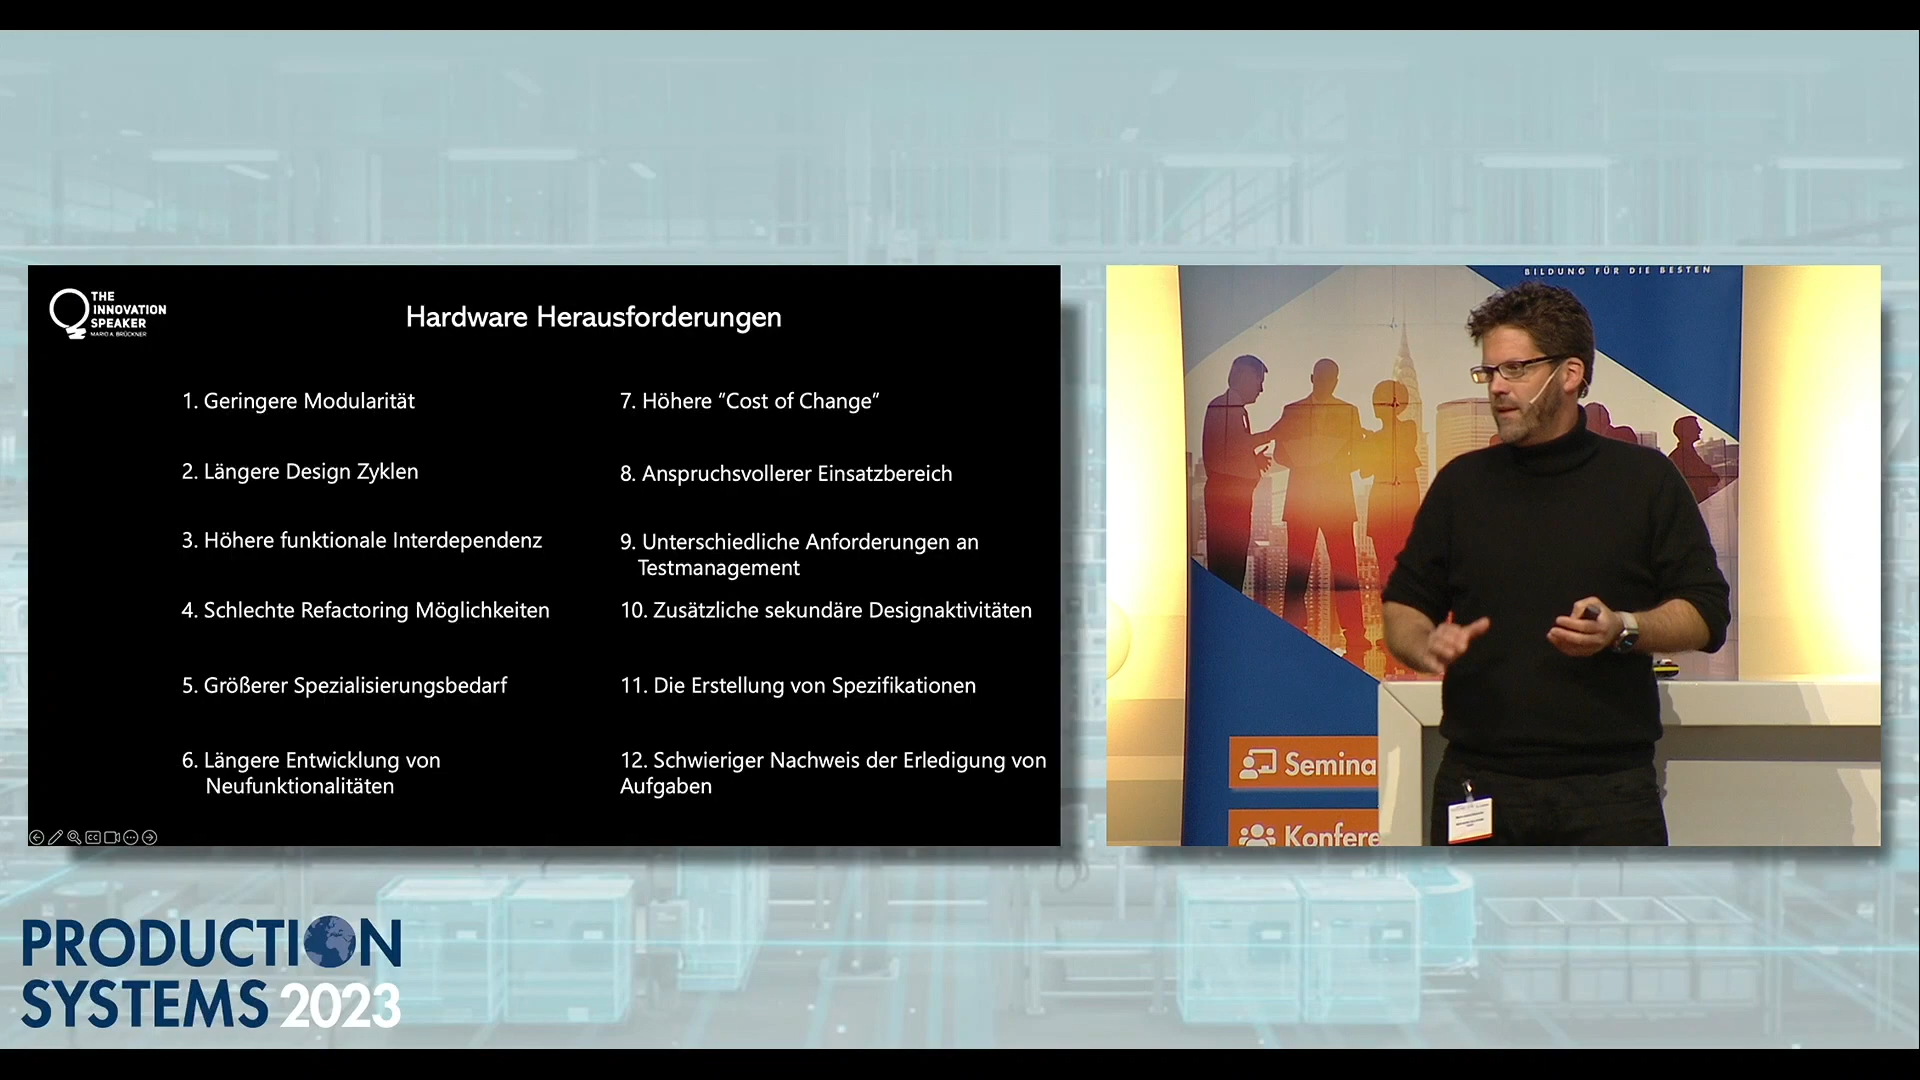 THE
INNOVATION
SPEAKER
MARIO A. BRÜCKNER
Hardware Herausforderungen
1. Geringere Modularität
2. Längere Design Zyklen
3. Höhere funktionale Interdependenz
4. Schlechte Refactoring Möglichkeiten
5. Größerer Spezialisierungsbedarf
6. Längere Entwicklung von
Neufunktionalitäten
7. Höhere “Cost of Change”
8. Anspruchsvollerer Einsatzbereich
9. Unterschiedliche Anforderungen an
Testmanagement
10. Zusätzliche sekundäre Designaktivitäten
11. Die Erstellung von Spezifikationen
12. Schwieriger Nachweis der Erledigung von
Aufgaben
CC
BILDUNG FÜR DIE BESTEN
Semina
Konfere
PRODUCTION
SYSTEMS 2023